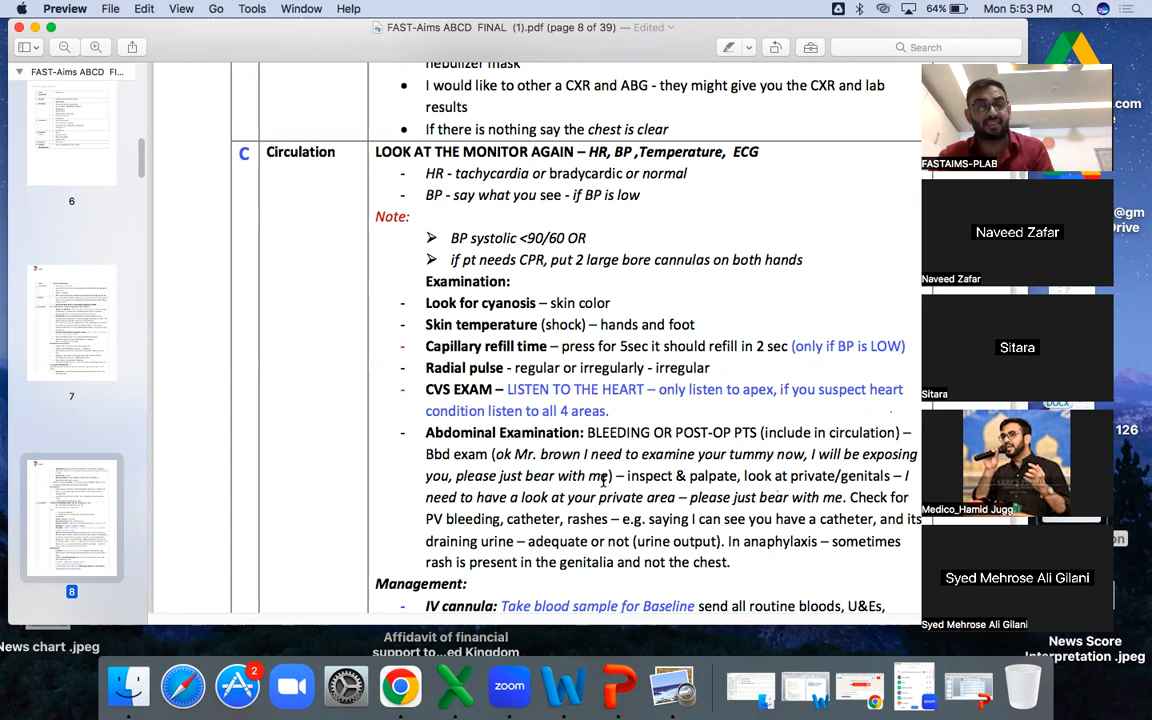 Preview File Edit View Go Tools Window Help
64% Mon 5:53 PM
FAST-Aims ABCD FINAL (1).pdf (page 8 of 39) — Edited
Search
FAST-Aims ABCD FI...
6
7
8
nebulizer mask
• I would like to other a CXR and ABG - they might give you the CXR and lab
results
• If there is nothing say the chest is clear
C Circulation
LOOK AT THE MONITOR AGAIN – HR, BP ,Temperature, ECG
- HR - tachycardia or bradycardic or normal
- BP - say what you see - if BP is low
Note:
➢ BP systolic <90/60 OR
➢ if pt needs CPR, put 2 large bore cannulas on both hands
Examination:
- Look for cyanosis – skin color
- Skin temperature (shock) – hands and foot
- Capillary refill time – press for 5sec it should refill in 2 sec (only if BP is LOW)
- Radial pulse - regular or irregularly - irregular
- CVS EXAM – LISTEN TO THE HEART – only listen to apex, if you suspect heart
condition listen to all 4 areas.
- Abdominal Examination: BLEEDING OR POST-OP PTS (include in circulation) –
Bbd exam (ok Mr. brown I need to examine your tummy now, I will be exposing
you, please just bear with me) – inspect & palpate, look at private/genitals – I
need to have a look at your private area – please just bear with me. Check for
PV bleeding, catheter, rashes – e.g. saying I can see you have a catheter, and its
draining urine – adequate or not (urine output). In anaphylaxis – sometimes
rash is present in the genitalia and not the chest.
Management:
- IV cannula: Take blood sample for Baseline send all routine bloods, U&Es,
FASTAIMS-PLAB
Naveed Zafar
Naveed Zafar
Sitara
Sitara
Medico_Hamid Jugg
Syed Mehrose Ali Gilani
Syed Mehrose Ali Gilani
.com
@gm
Drive
126
on
DOCX
News chart .jpeg
Affidavit of financial
support to...ed Kingdom
News Score
Interpretation .jpeg
2
zoom